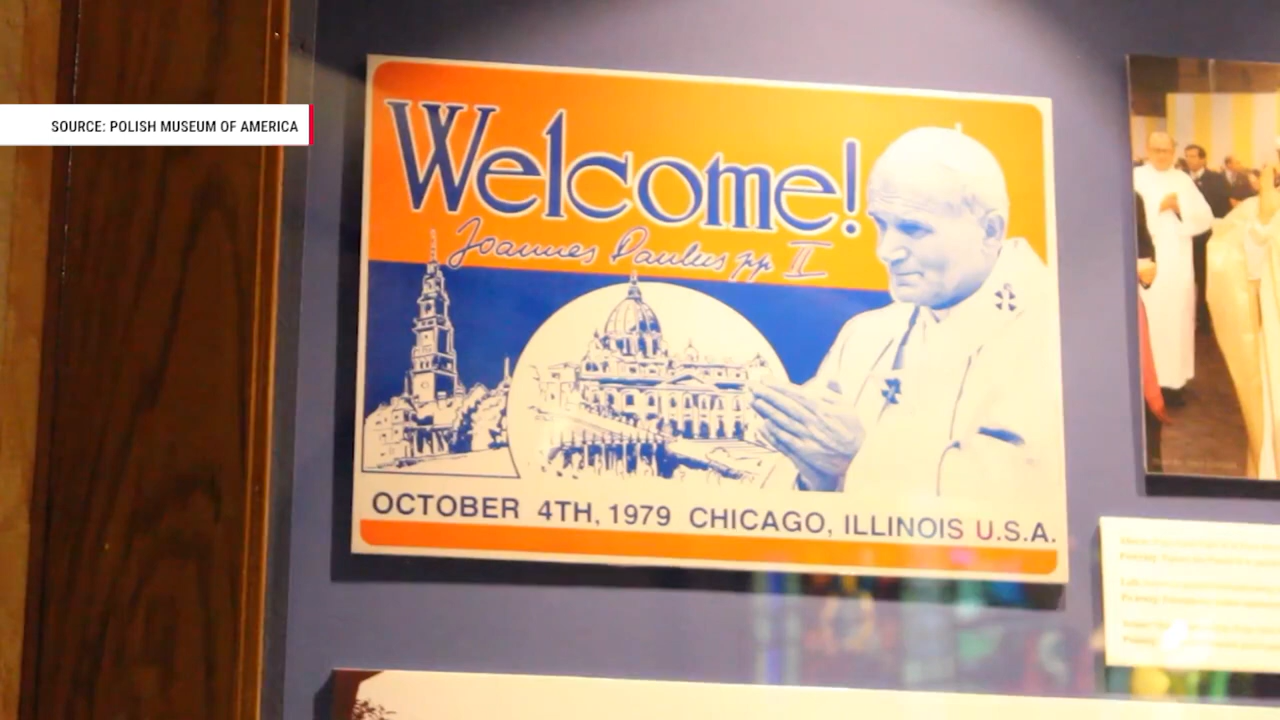 SOURCE: POLISH MUSEUM OF AMERICA
Welcome!
Joannes Paulus pp II
OCTOBER 4TH, 1979 CHICAGO, ILLINOIS U.S.A.